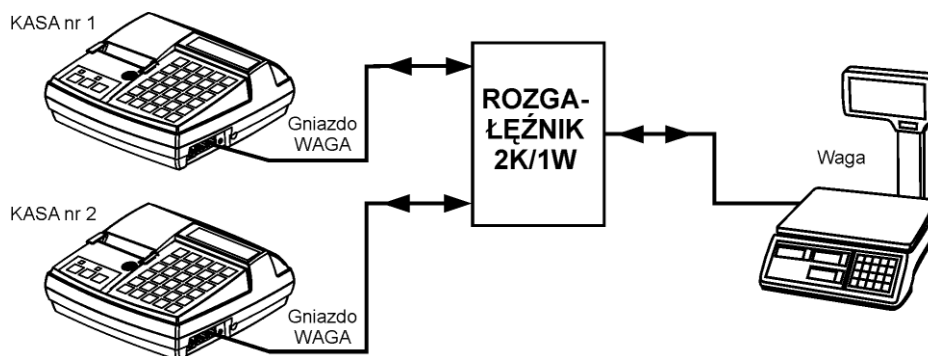 KASA nr 1
Gniazdo
WAGA
ROZGA-
ŁĘŹNIK
2K/1W
Waga
KASA nr 2
Gniazdo
WAGA